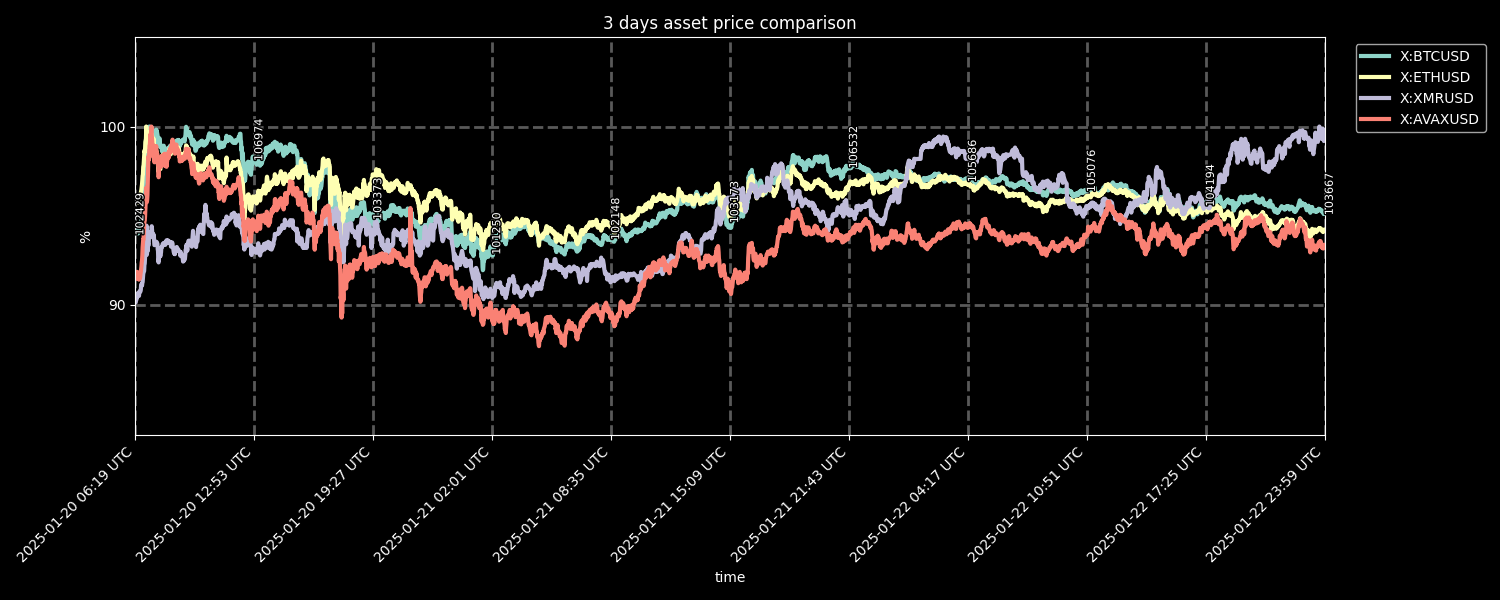 3 days asset price comparison
X:BTCUSD
X:ETHUSD
X:XMRUSD
X:AVAXUSD
100
90
%
102429
106974
103373
101250
102148
103173
106532
105686
105076
104194
103667
2025-01-20 06:19 UTC
2025-01-20 12:53 UTC
2025-01-20 19:27 UTC
2025-01-21 02:01 UTC
2025-01-21 08:35 UTC
2025-01-21 15:09 UTC
2025-01-21 21:43 UTC
2025-01-22 04:17 UTC
2025-01-22 10:51 UTC
2025-01-22 17:25 UTC
2025-01-22 23:59 UTC
time